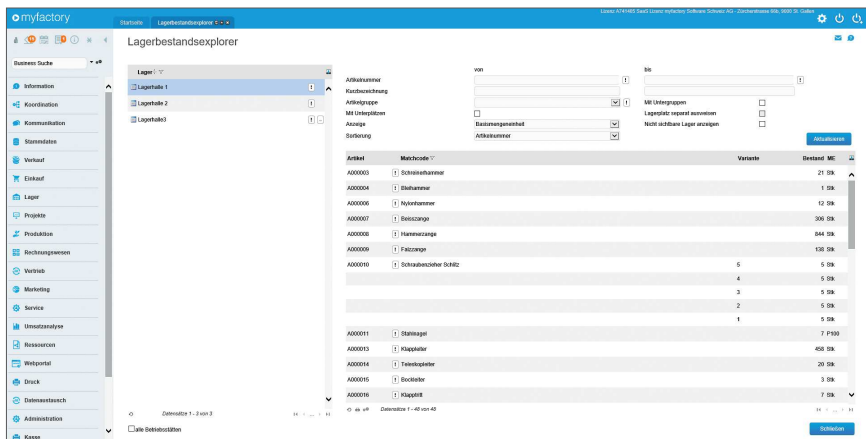 myfactory
Startseite
Lagerbestandsexplorer
Lizenz A741465 SaaS Lizenz myfactory Software Schweiz AG - Zürcherstrasse 66b, 9000 St. Gallen
Lagerbestandsexplorer
Business Suche
Information
Koordination
Kommunikation
Stammdaten
Verkauf
Einkauf
Lager
Projekte
Produktion
Rechnungswesen
Vertrieb
Marketing
Service
Umsatzanalyse
Ressourcen
Webportal
Druck
Datenaustausch
Administration
Kasse
Lager
Lagerhalle 1
Lagerhalle 2
Lagerhalle3
Datensätze 1 - 3 von 3
alle Betriebsstätten
von bis
Artikelnummer
Kurzbezeichnung
Artikelgruppe Mit Untergruppen
Mit Unterplätzen Lagerplatz separat ausweisen
Anzeige Basismengeneinheit Nicht sichtbare Lager anzeigen
Sortierung Artikelnummer
Aktualisieren
Artikel Matchcode Variante Bestand ME
A000003 Schreinerhammer 21 Stk
A000004 Bleihammer 1 Stk
A000006 Nylonhammer 12 Stk
A000007 Beisszange 306 Stk
A000008 Hammerzange 844 Stk
A000009 Falzzange 138 Stk
A000010 Schraubenzieher Schlitz 5 5 Stk
4 5 Stk
3 5 Stk
2 5 Stk
1 5 Stk
A000011 Stahlnagel 7 P100
A000013 Klappleiter 458 Stk
A000014 Teleskopleiter 20 Stk
A000015 Bockleiter 3 Stk
A000016 Klapptritt 7 Stk
Datensätze 1 - 48 von 48
Schließen